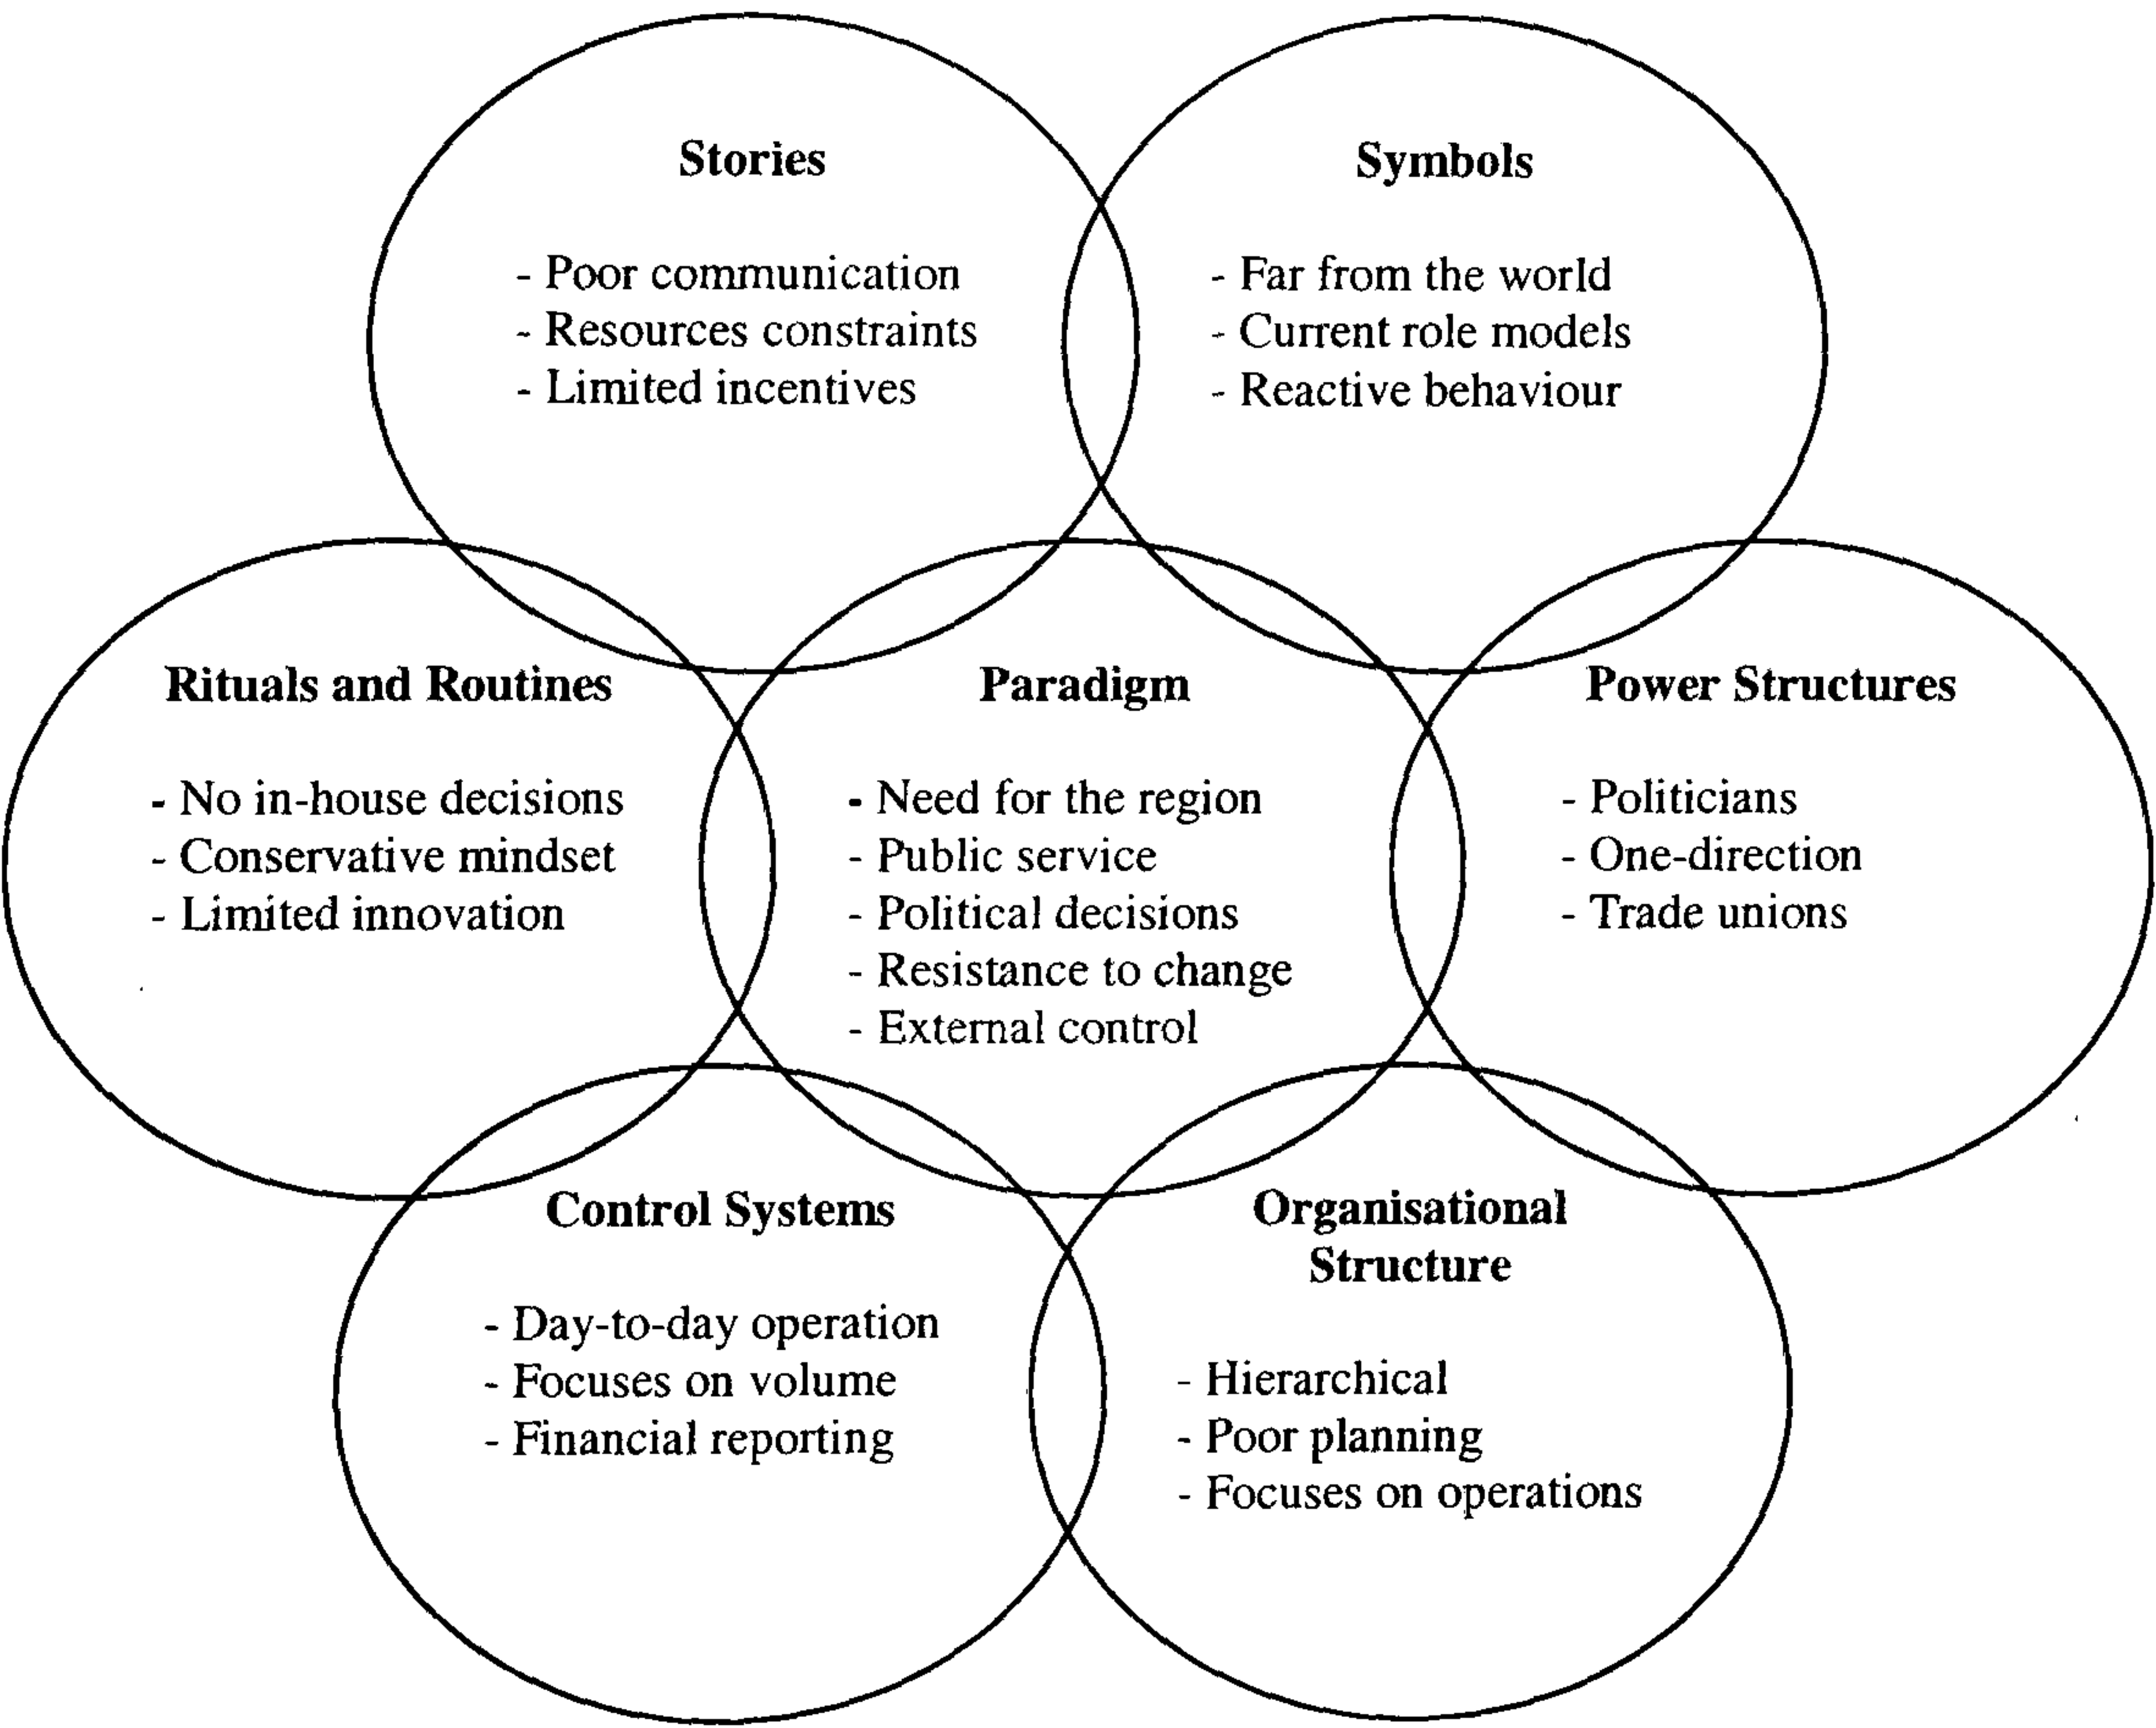 Stories
- Poor communication
- Resources constraints
- Limited incentives
Symbols
- Far from the world
- Current role models
- Reactive behaviour
Rituals and Routines
- No in-house decisions
- Conservative mindset
- Limited innovation
Paradigm
- Need for the region
- Public service
- Political decisions
- Resistance to change
- External control
Power Structures
- Politicians
- One-direction
- Trade unions
Control Systems
- Day-to-day operation
- Focuses on volume
- Financial reporting
Organisational
Structure
- Hierarchical
- Poor planning
- Focuses on operations